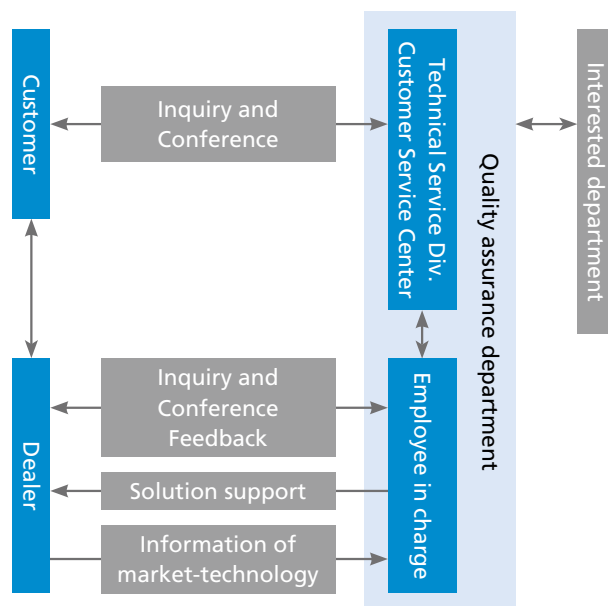 Customer
Inquiry and
Conference
Technical Service Div.
Customer Service Center
Quality assurance department
Interested department
Dealer
Inquiry and
Conference
Feedback
Solution support
Information of
market-technology
Employee in charge